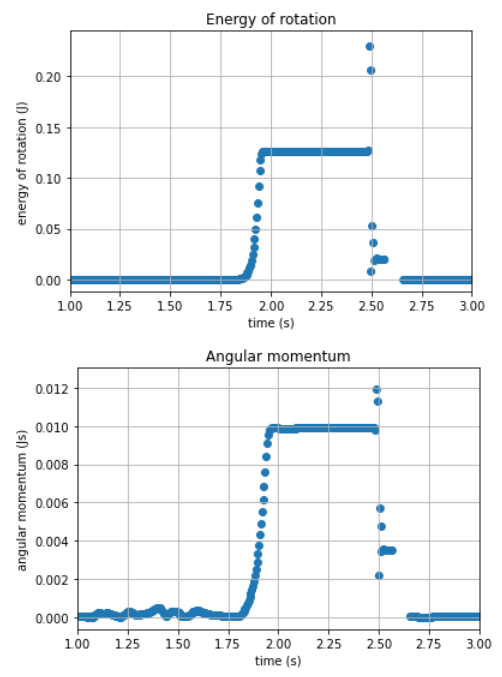 Energy of rotation
energy of rotation (J)
0.20
0.15
0.10
0.05
0.00
1.00 1.25 1.50 1.75 2.00 2.25 2.50 2.75 3.00
time (s)
Angular momentum
angular momentum (Js)
0.012
0.010
0.008
0.006
0.004
0.002
0.000
1.00 1.25 1.50 1.75 2.00 2.25 2.50 2.75 3.00
time (s)